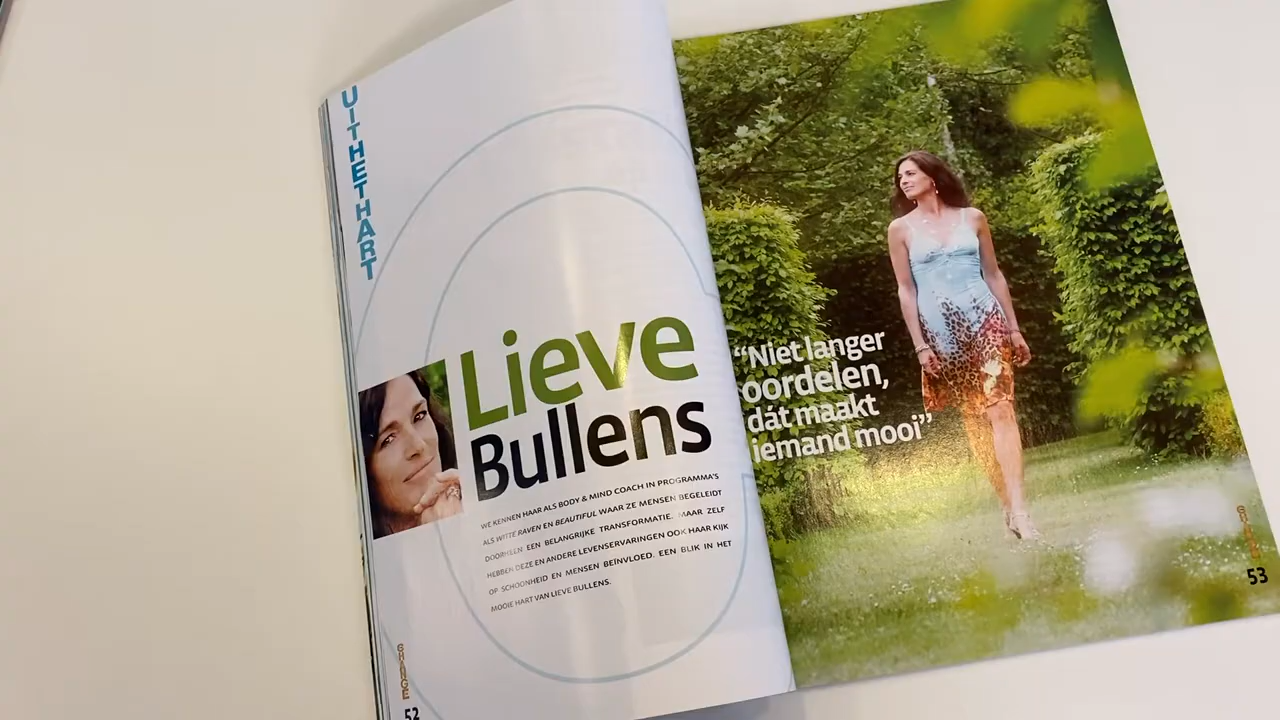 UIT HET HART
Lieve
Bullens
WE KENNEN HAAR ALS BODY & MIND COACH IN PROGRAMMA'S
ALS WITTE RAVEN EN BEAUTIFUL WAAR ZE MENSEN BEGELEIDT
DOORHEEN EEN BELANGRIJKE TRANSFORMATIE. MAAR ZELF
HEBBEN DEZE EN ANDERE LEVENSERVARINGEN OOK HAAR KIJK
OP SCHOONHEID EN MENSEN BEÏNVLOED. EEN BLIK IN HET
MOOIE HART VAN LIEVE BULLENS.
CHANGE
52
“Niet langer
oordelen,
dát maakt
iemand mooi”
CHANGE
53